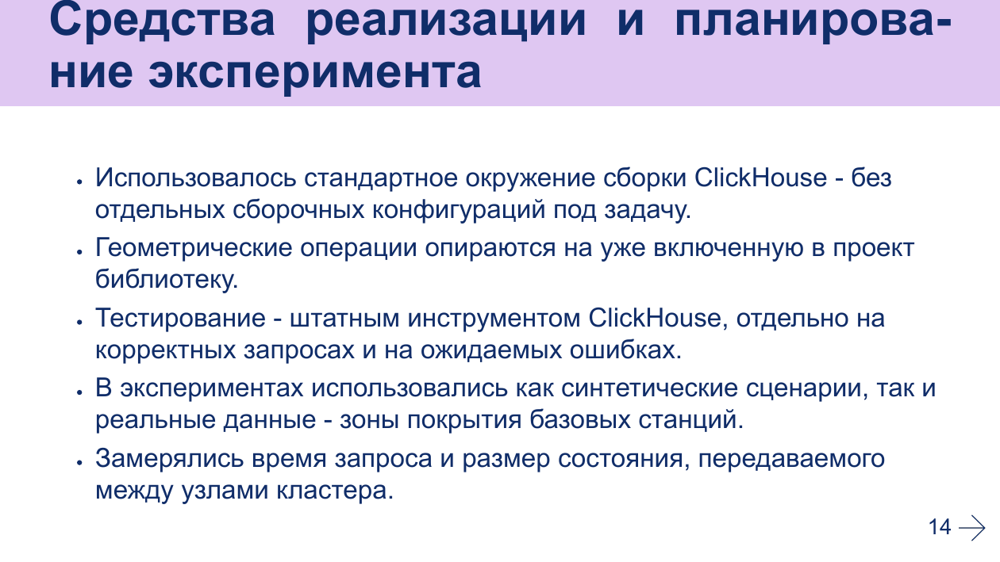 Средства реализации и планирова-
ние эксперимента
• Использовалось стандартное окружение сборки ClickHouse - без
отдельных сборочных конфигураций под задачу.
• Геометрические операции опираются на уже включенную в проект
библиотеку.
• Тестирование - штатным инструментом ClickHouse, отдельно на
корректных запросах и на ожидаемых ошибках.
• В экспериментах использовались как синтетические сценарии, так и
реальные данные - зоны покрытия базовых станций.
• Замерялись время запроса и размер состояния, передаваемого
между узлами кластера.
14